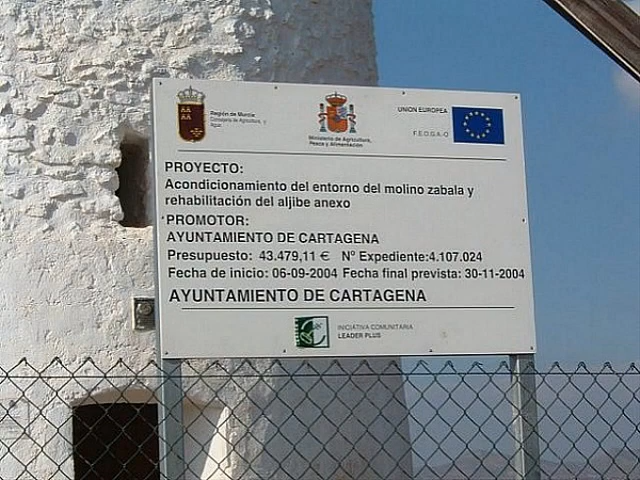 Región de Murcia
Consejería de Agricultura, y
Agua
Ministerio de Agricultura,
Pesca y Alimentación
UNION EUROPEA
F.E.O.G.A.-O
PROYECTO:
Acondicionamiento del entorno del molino zabala y
rehabilitación del aljibe anexo
PROMOTOR:
AYUNTAMIENTO DE CARTAGENA
Presupuesto: 43.479,11 € Nº Expediente:4.107.024
Fecha de inicio: 06-09-2004 Fecha final prevista: 30-11-2004
AYUNTAMIENTO DE CARTAGENA
INICIATIVA COMUNITARIA
LEADER PLUS